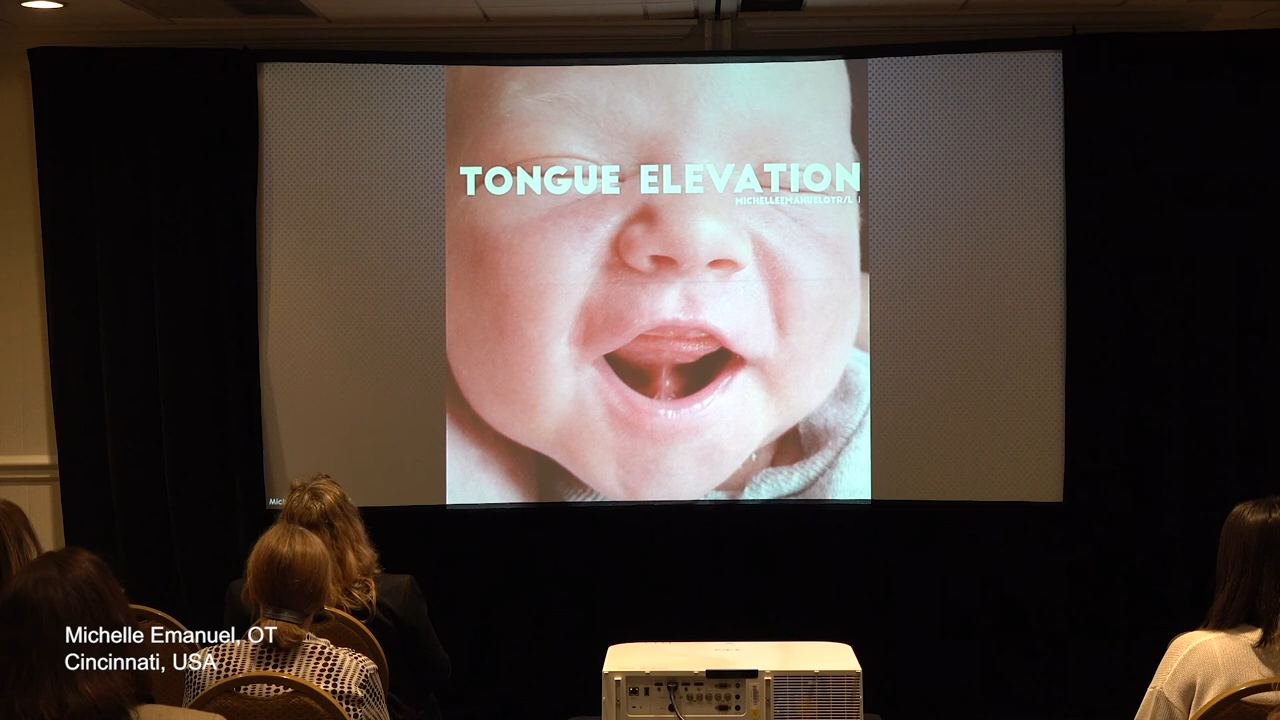 TONGUE ELEVATION
MICHELLEEMANUELOTR/L
Michelle Emanuel, OT
Cincinnati, USA